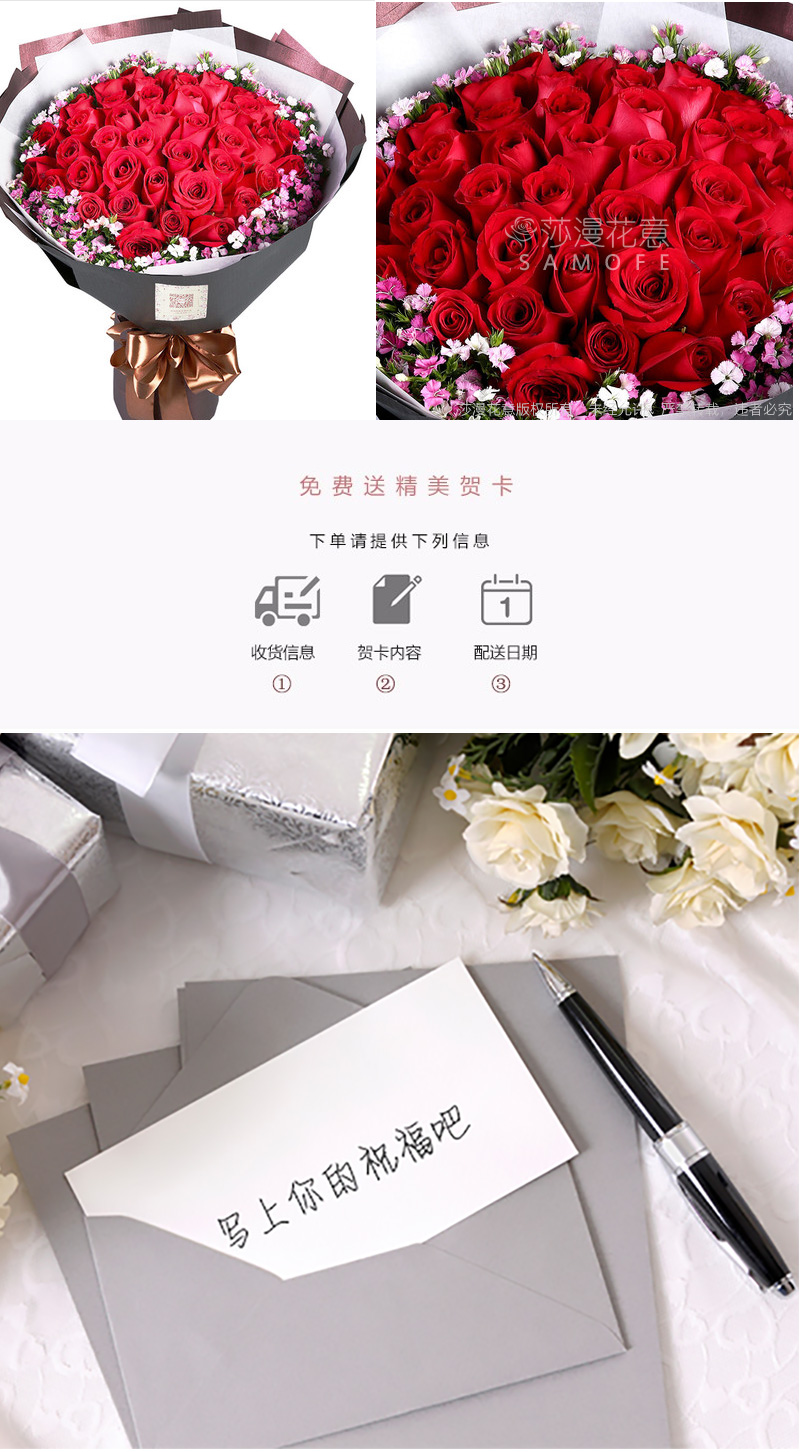 莎漫花意
SAMOFE
莎漫花意版权所有，未经允许，严禁转载，违者必究
免费送精美贺卡
下单请提供下列信息
1
收货信息
贺卡内容
配送日期
①
②
③
写上你的祝福吧